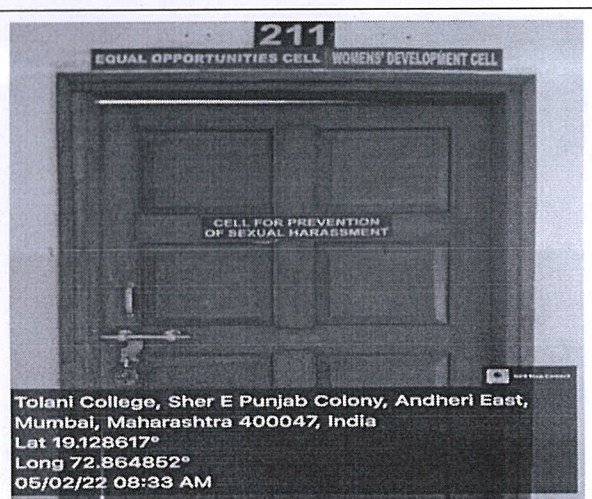 211
EQUAL OPPORTUNITIES CELL WOMENS' DEVELOPMENT CELL
CELL FOR PREVENTION
OF SEXUAL HARASSMENT
Tolani College, Sher E Punjab Colony, Andheri East,
Mumbai, Maharashtra 400047, India
Lat 19.128617°
Long 72.864852°
05/02/22 08:33 AM